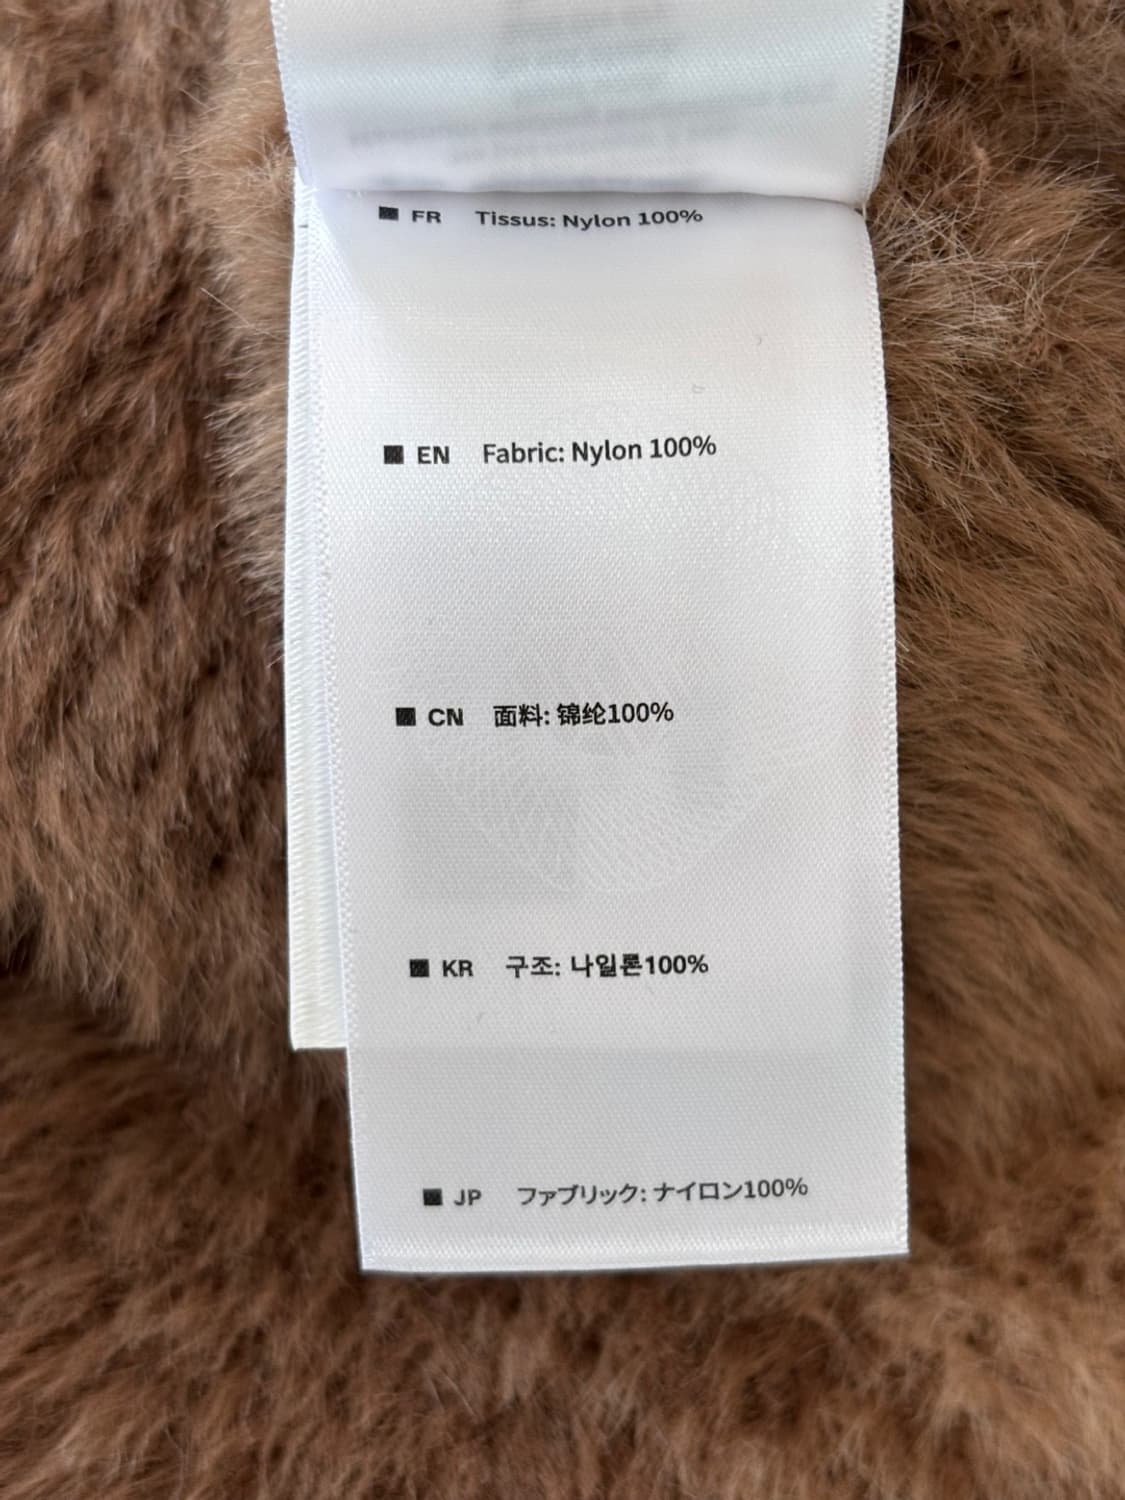 FR Tissus: Nylon 100%
EN Fabric: Nylon 100%
CN 面料: 锦纶100%
KR 구조: 나일론100%
JP ファブリック: ナイロン100%